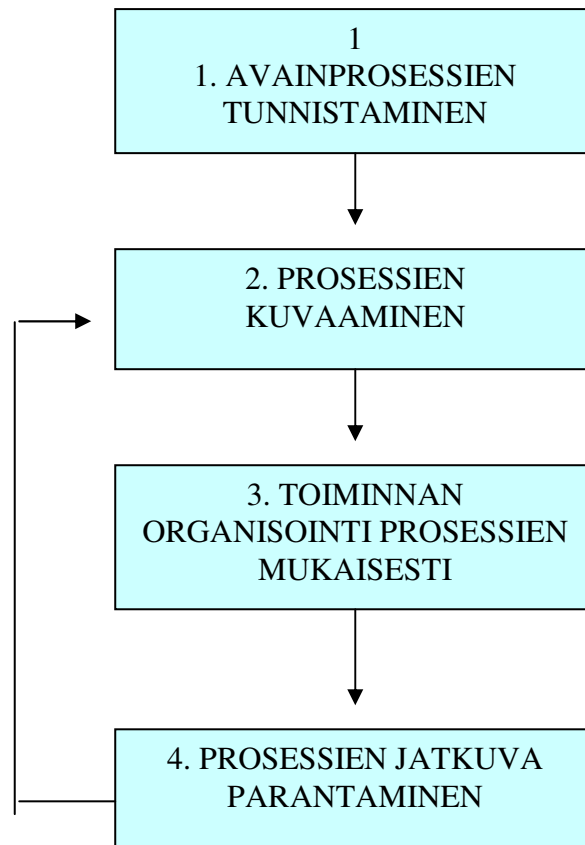 1
1. AVAINPROSESSIEN
TUNNISTAMINEN
2. PROSESSIEN
KUVAAMINEN
3. TOIMINNAN
ORGANISOINTI PROSESSIEN
MUKAISESTI
4. PROSESSIEN JATKUVA
PARANTAMINEN